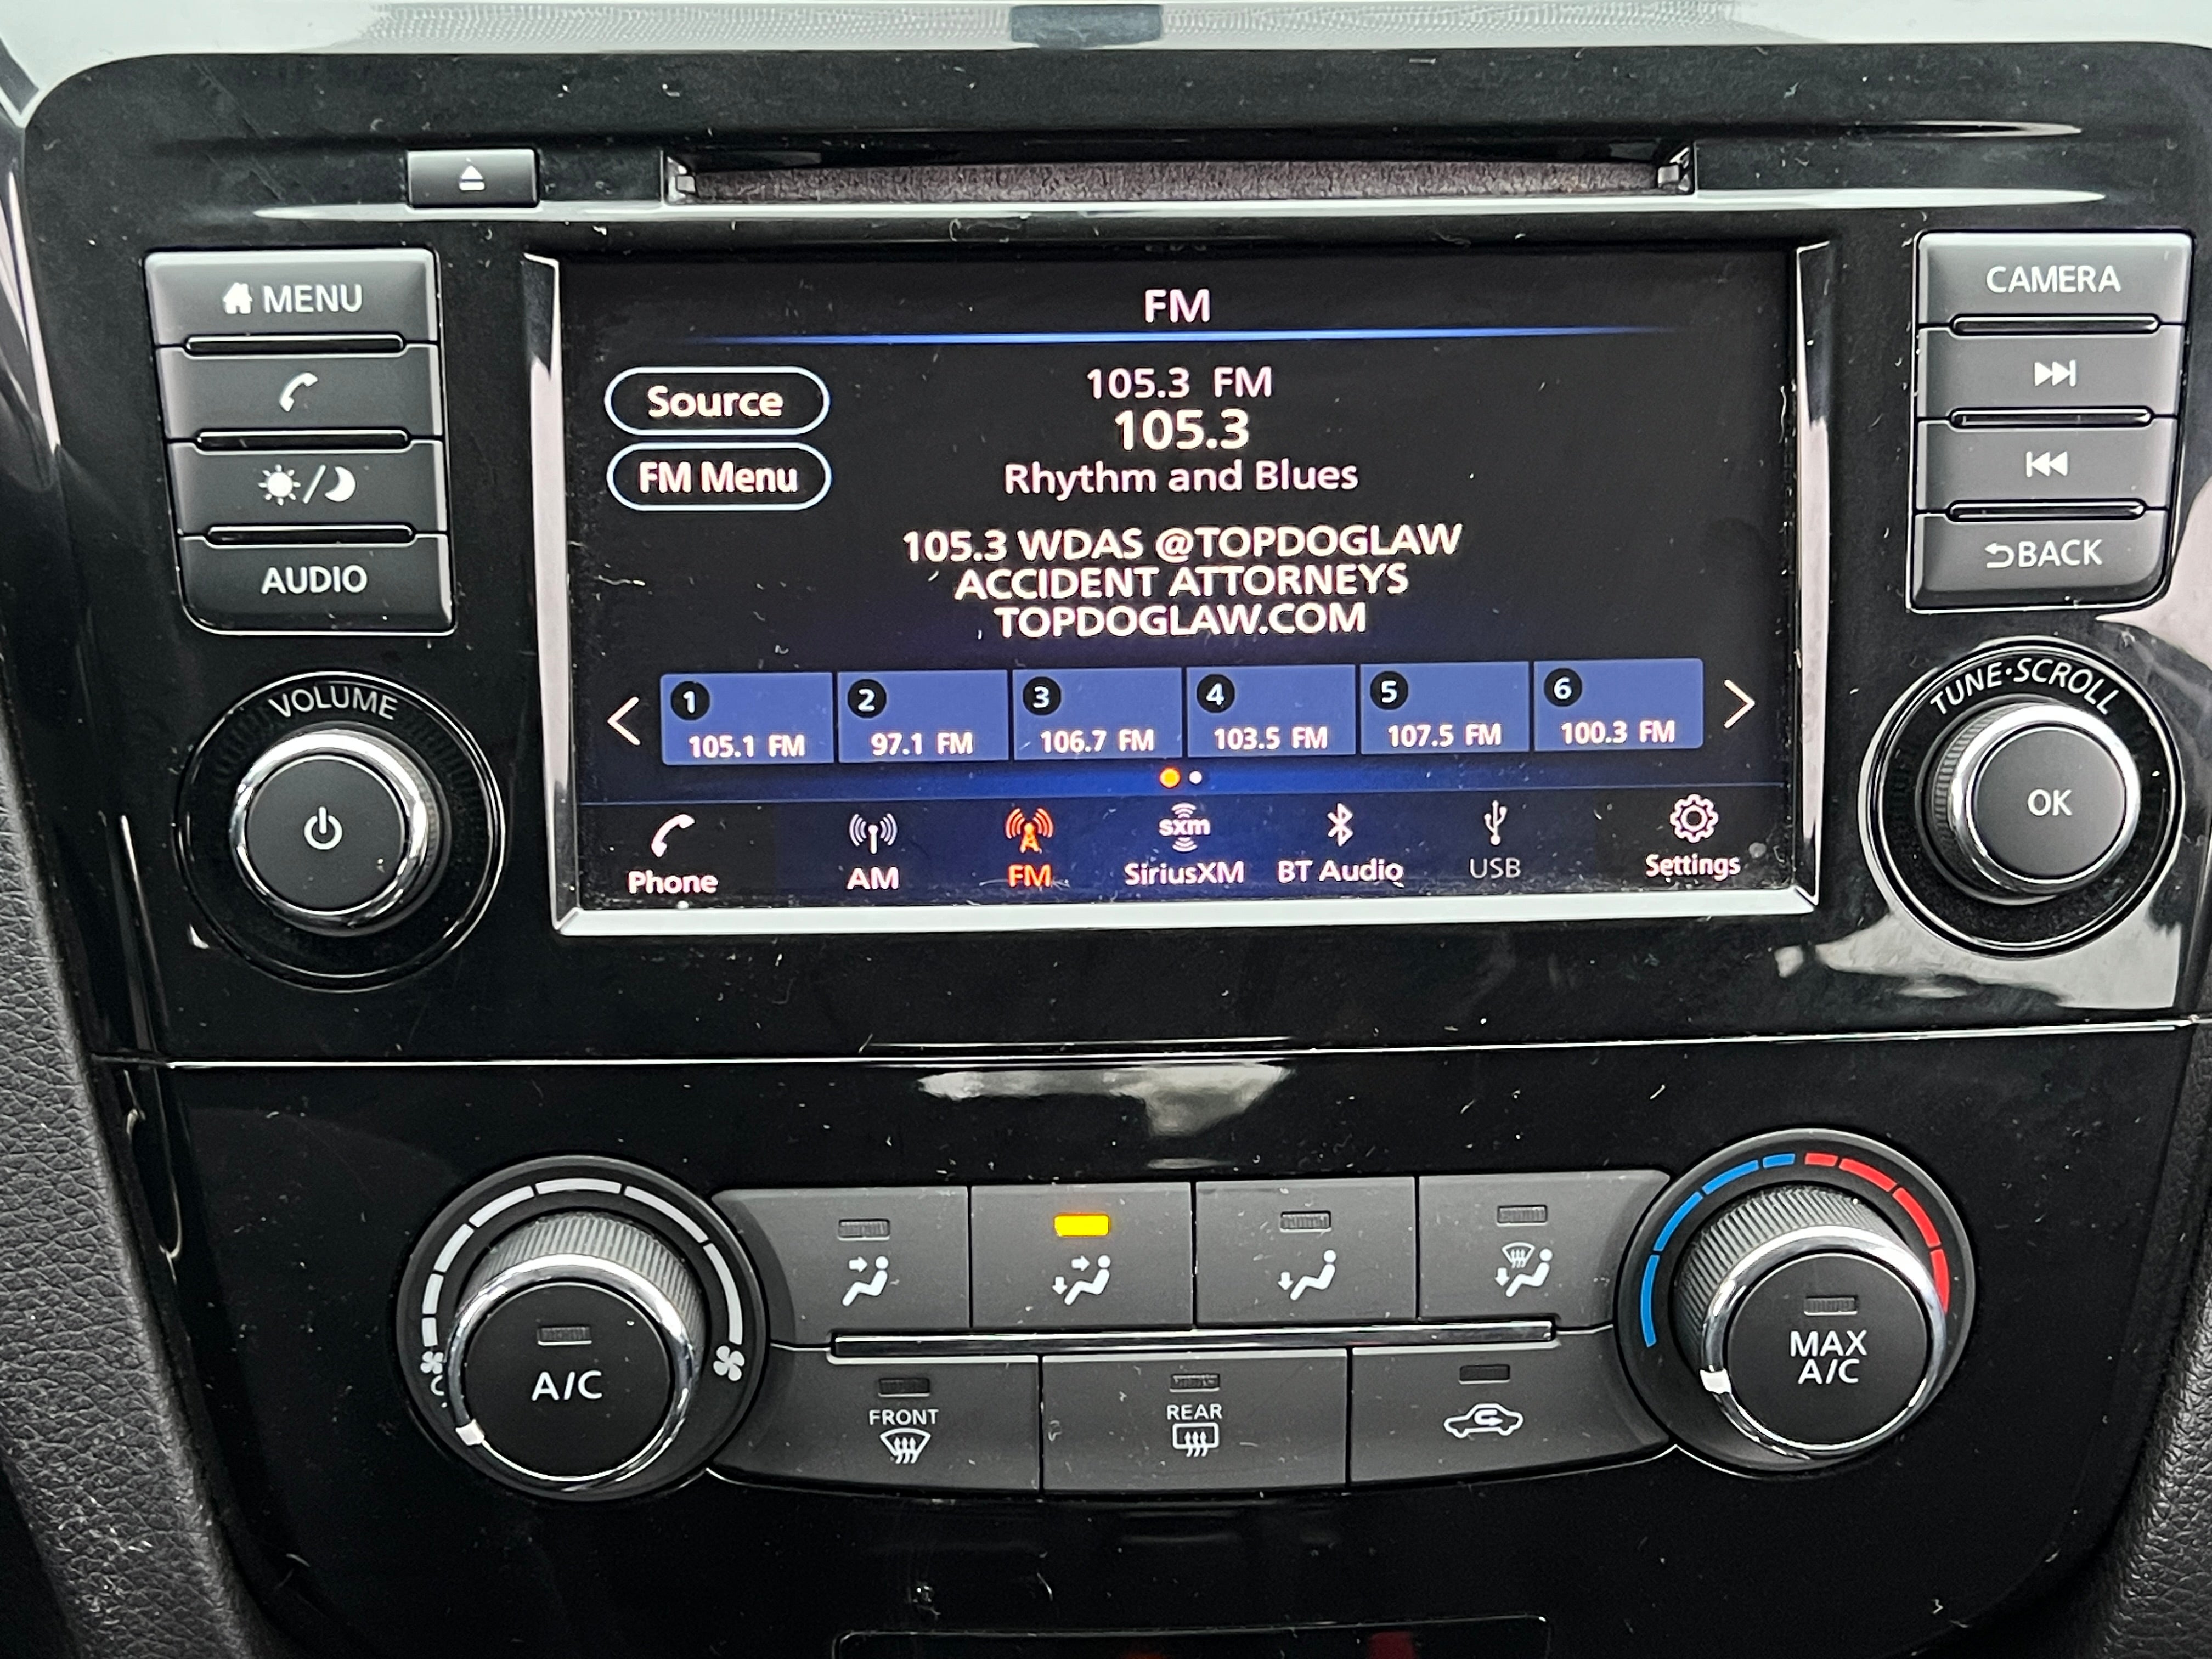 MENU
CAMERA
FM
Source
105.3 FM
105.3
FM Menu
Rhythm and Blues
105.3 WDAS @TOPDOGLAW
ACCIDENT ATTORNEYS
TOPDOGLAW.COM
AUDIO
BACK
VOLUME
TUNE·SCROLL
OK
1
2
3
4
5
6
105.1 FM
97.1 FM
106.7 FM
103.5 FM
107.5 FM
100.3 FM
sxm
Phone
AM
FM
SiriusXM
BT Audio
USB
Settings
A/C
MAX
A/C
FRONT
REAR